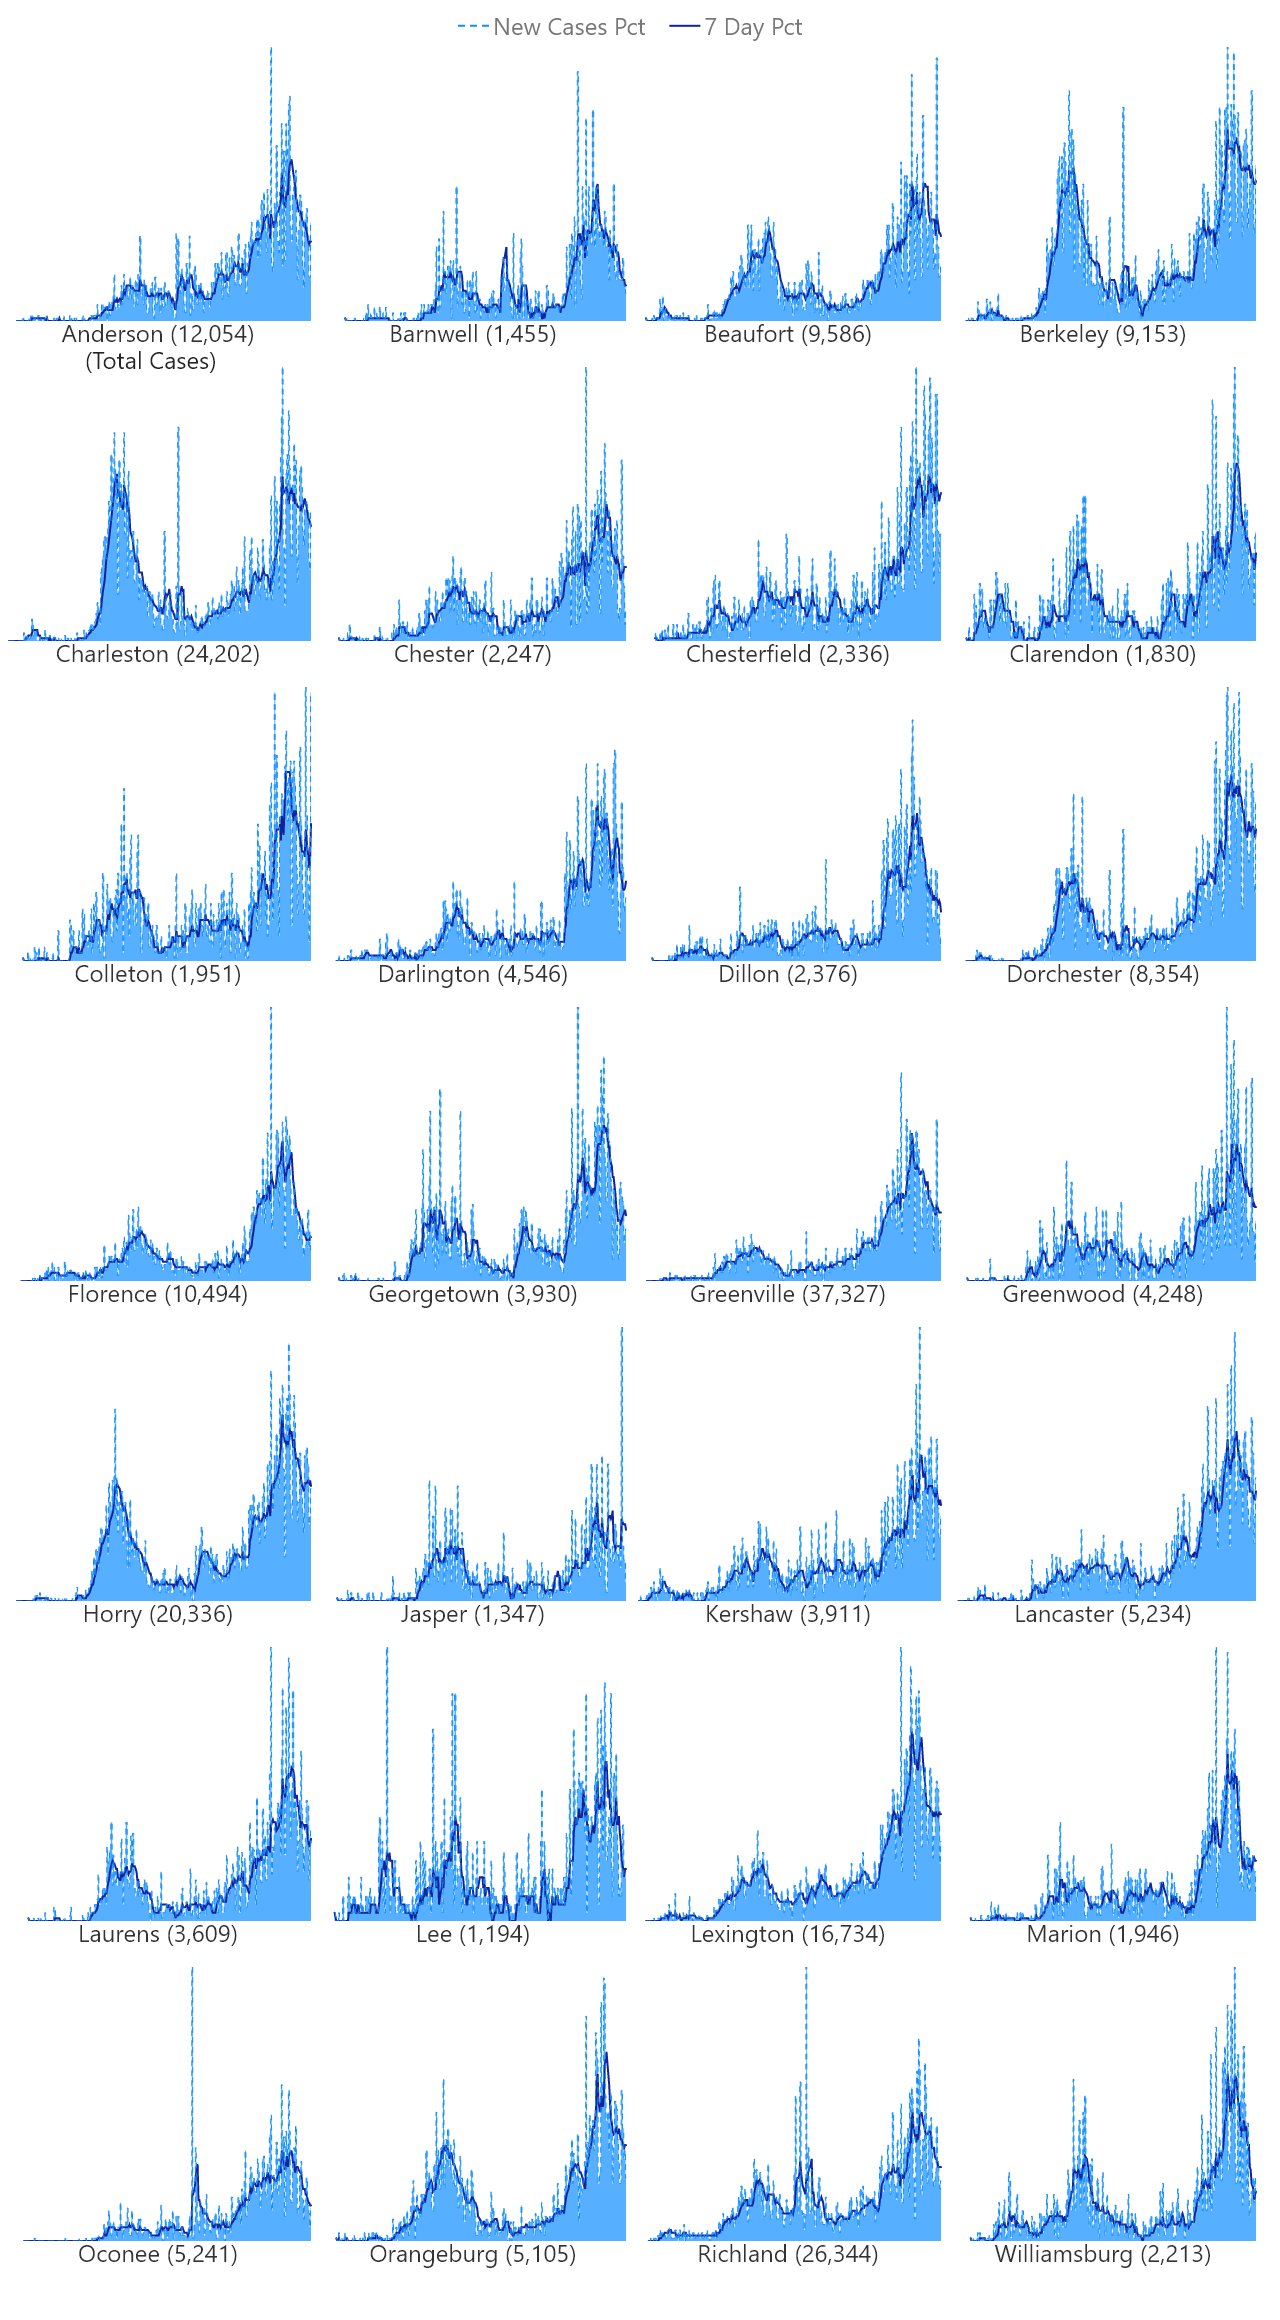 New Cases Pct 7 Day Pct
Anderson (12,054) Barnwell (1,455) Beaufort (9,586) Berkeley (9,153)
(Total Cases)
Charleston (24,202) Chester (2,247) Chesterfield (2,336) Clarendon (1,830)
Colleton (1,951) Darlington (4,546) Dillon (2,376) Dorchester (8,354)
Florence (10,494) Georgetown (3,930) Greenville (37,327) Greenwood (4,248)
Horry (20,336) Jasper (1,347) Kershaw (3,911) Lancaster (5,234)
Laurens (3,609) Lee (1,194) Lexington (16,734) Marion (1,946)
Oconee (5,241) Orangeburg (5,105) Richland (26,344) Williamsburg (2,213)